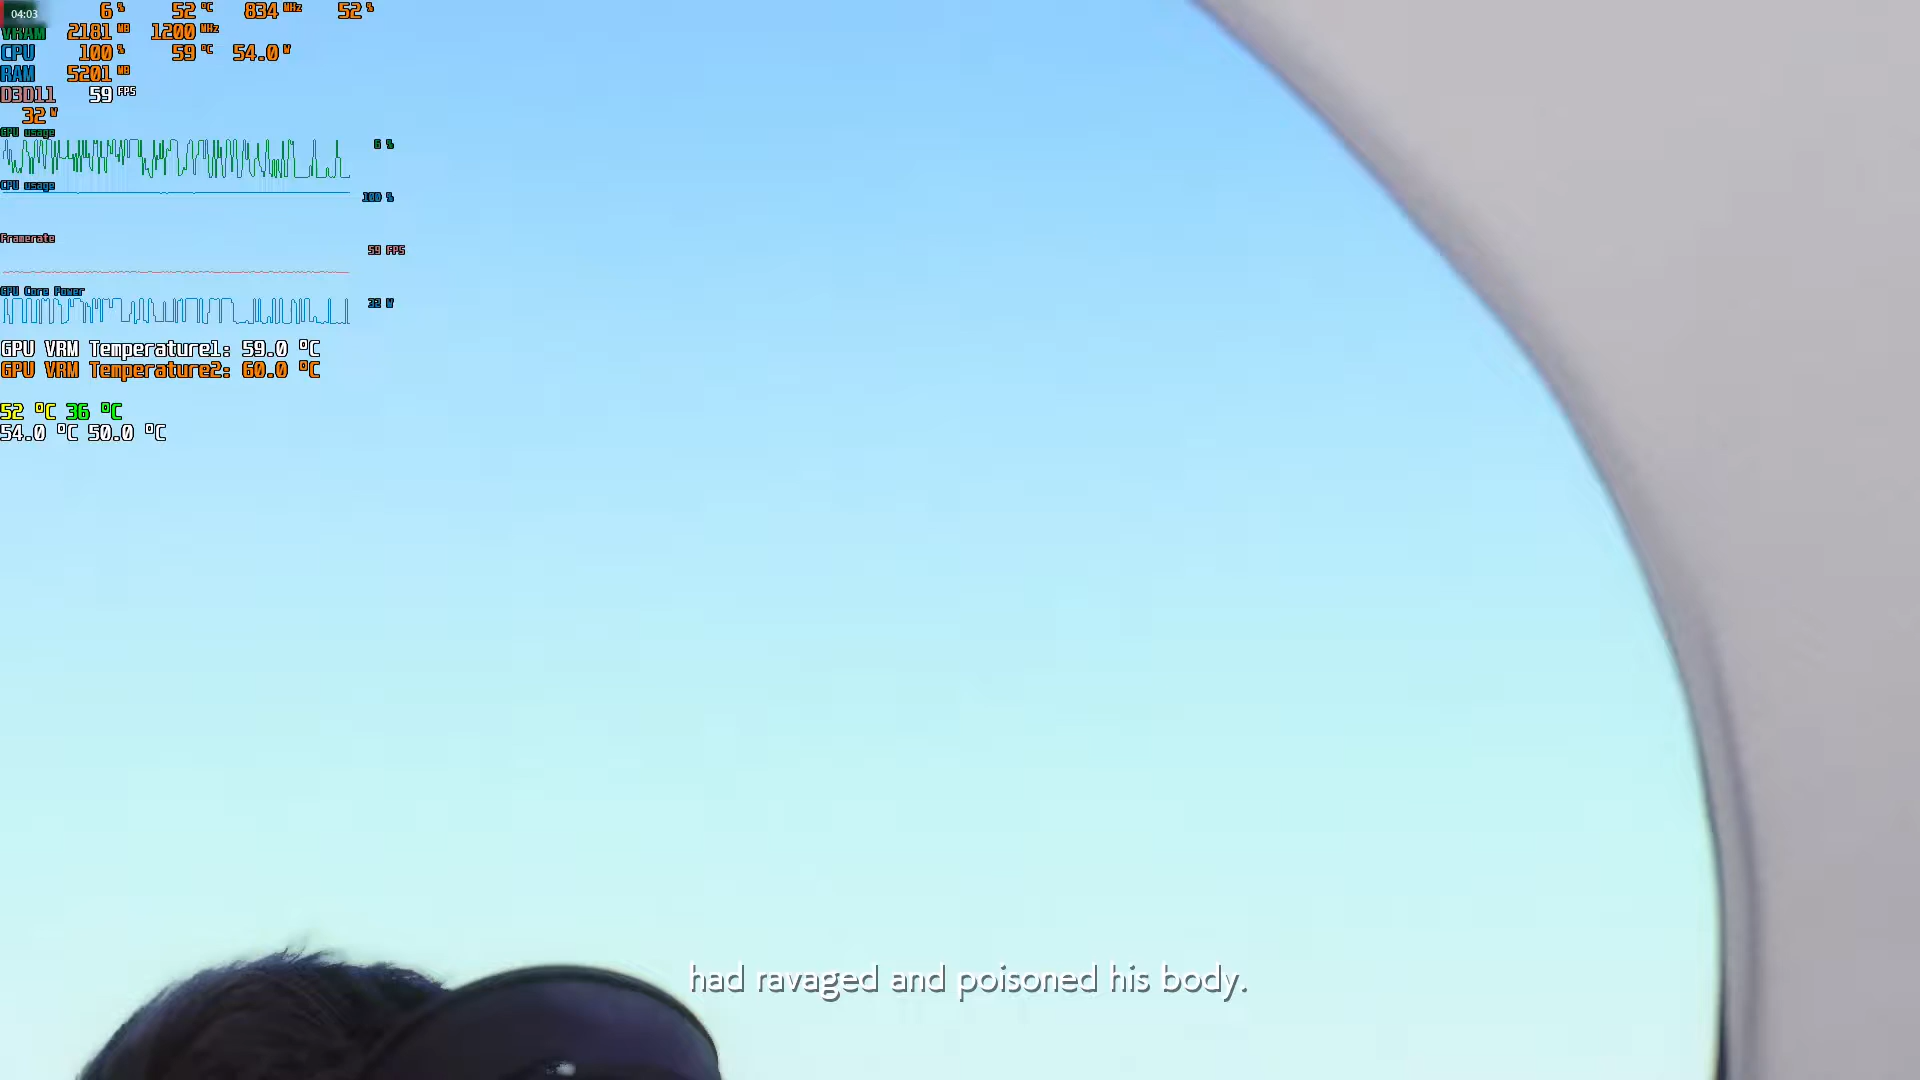 04:03
6 % 52 °C 834 MHz 52 %
VRAM 2181 MB 1200 MHz
CPU 100 % 59 °C 54.0 W
RAM 5201 MB
D3D11 59 FPS
32 W
GPU usage
6 %
CPU usage
100 %
Framerate
59 FPS
GPU Core Power
32 W
GPU VRM Temperature1: 59.0 °C
GPU VRM Temperature2: 60.0 °C
52 °C 36 °C
54.0 °C 50.0 °C
had ravaged and poisoned his body.